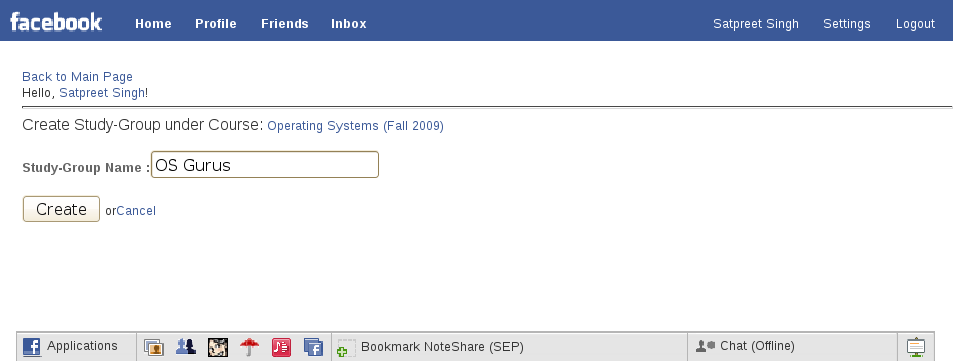 facebook Home Profile Friends Inbox Satpreet Singh Settings Logout
Back to Main Page
Hello, Satpreet Singh!
Create Study-Group under Course: Operating Systems (Fall 2009)
Study-Group Name : OS Gurus
Create orCancel
Applications Bookmark NoteShare (SEP) Chat (Offline)